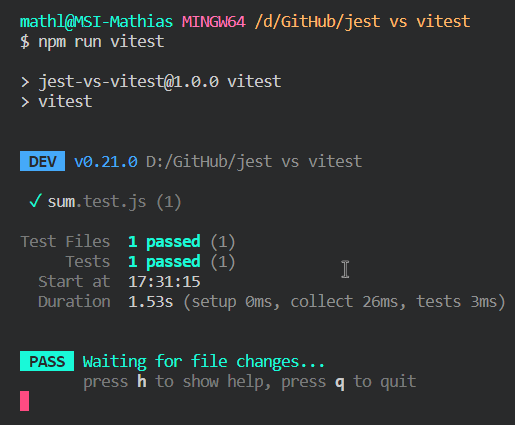 mathl@MSI-Mathias MINGW64 /d/GitHub/jest vs vitest
$ npm run vitest
> jest-vs-vitest@1.0.0 vitest
> vitest
DEV v0.21.0 D:/GitHub/jest vs vitest
✓ sum.test.js (1)
Test Files 1 passed (1)
Tests 1 passed (1)
Start at 17:31:15
Duration 1.53s (setup 0ms, collect 26ms, tests 3ms)
PASS Waiting for file changes...
press h to show help, press q to quit